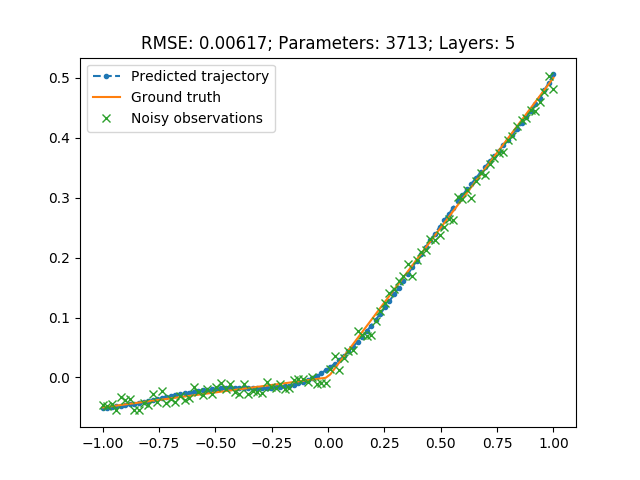 RMSE: 0.00617; Parameters: 3713; Layers: 5
Predicted trajectory
Ground truth
Noisy observations
0.5
0.4
0.3
0.2
0.1
0.0
−1.00 −0.75 −0.50 −0.25 0.00 0.25 0.50 0.75 1.00